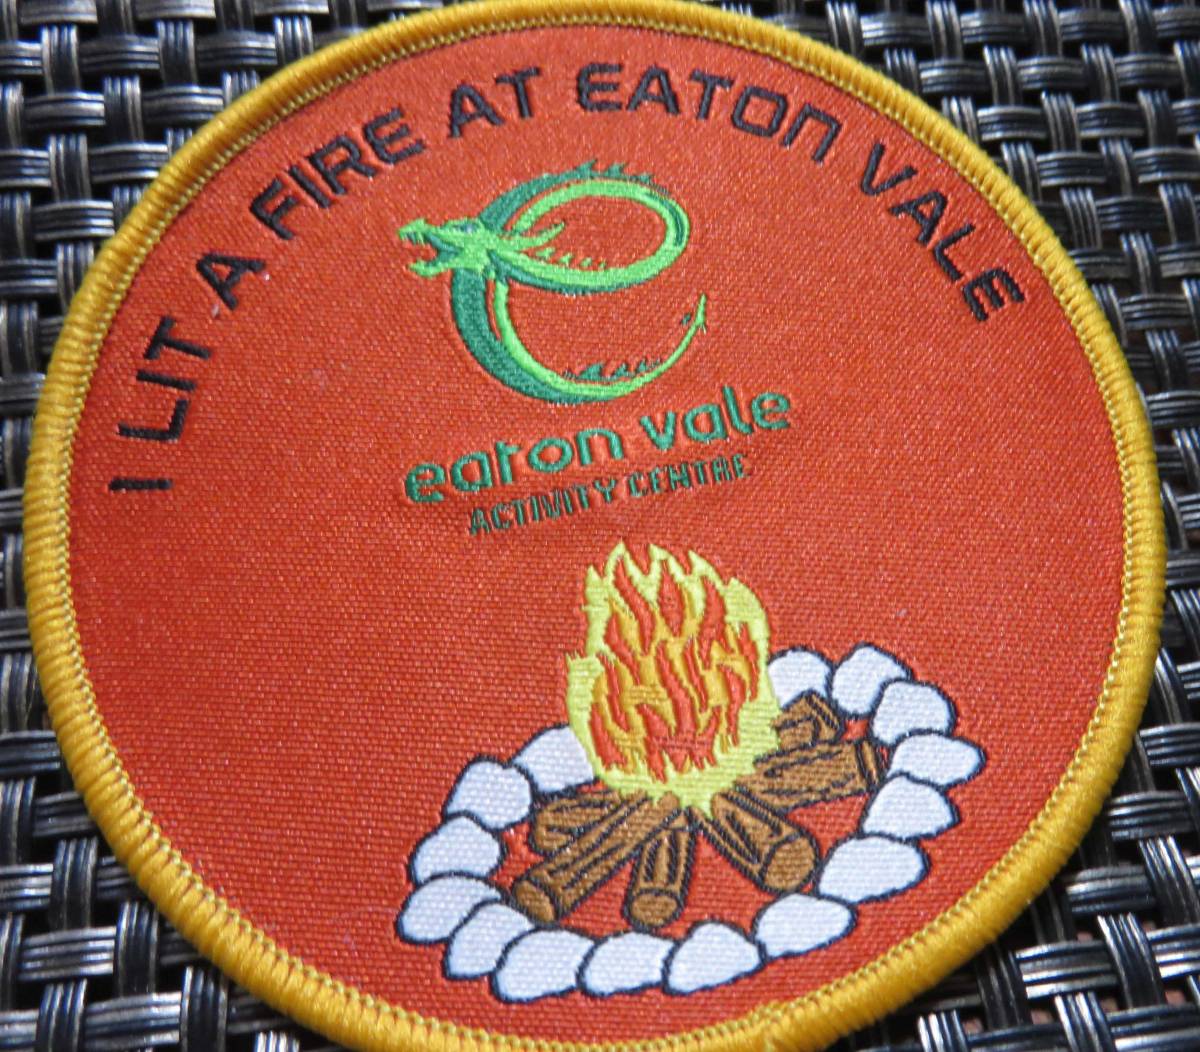 I LIT A FIRE AT EATON VALE
eaton vale
ACTIVITY CENTRE